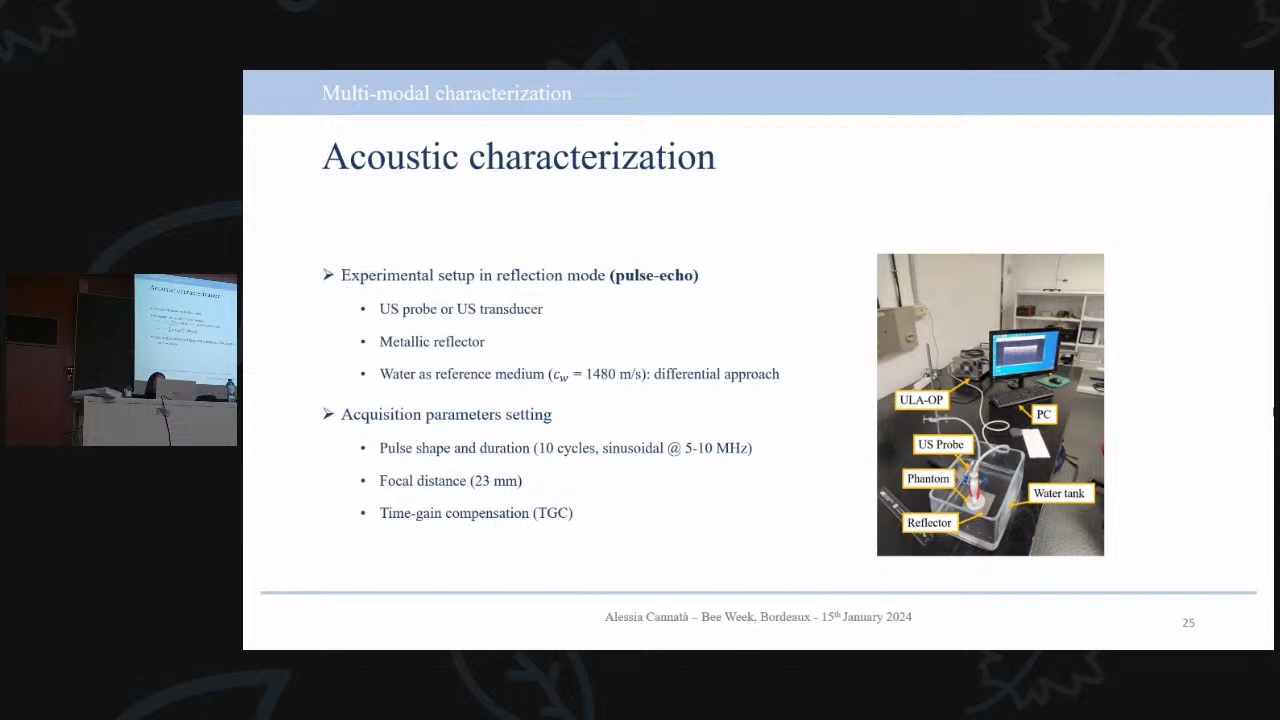 Multi-modal characterization
Acoustic characterization
➢ Experimental setup in reflection mode (pulse-echo)
• US probe or US transducer
• Metallic reflector
• Water as reference medium (c_w = 1480 m/s): differential approach
➢ Acquisition parameters setting
• Pulse shape and duration (10 cycles, sinusoidal @ 5-10 MHz)
• Focal distance (23 mm)
• Time-gain compensation (TGC)
ULA-OP
PC
US Probe
Phantom
Water tank
Reflector
Alessia Cannatà – Bee Week, Bordeaux - 15th January 2024
25
Acoustic characterization